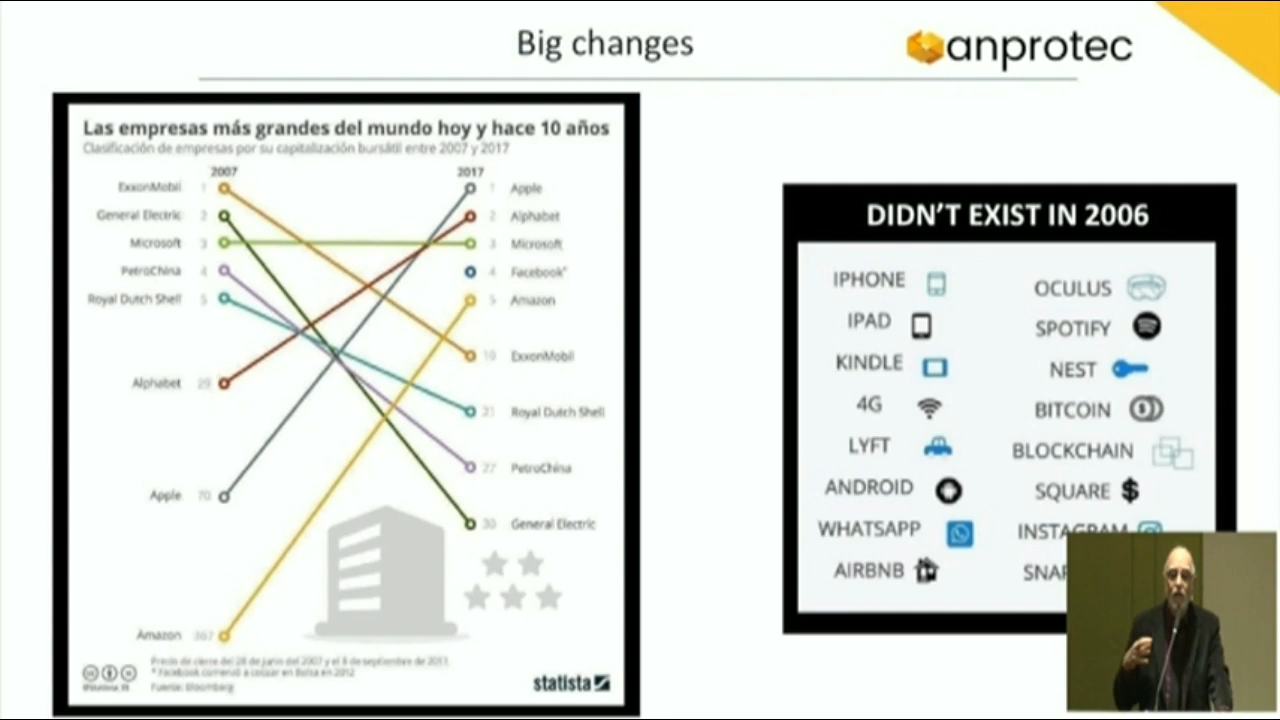 Big changes
anprotec
Las empresas más grandes del mundo hoy y hace 10 años
Clasificación de empresas por su capitalización bursátil entre 2007 y 2017
2007
2017
ExxonMobil 1
1 Apple
General Electric 2
2 Alphabet
Microsoft 3
3 Microsoft
PetroChina 4
4 Facebook*
Royal Dutch Shell 5
5 Amazon
ExxonMobil
Alphabet 29
21 Royal Dutch Shell
27 PetroChina
Apple 70
30 General Electric
Amazon 367
Precio de cierre del 28 de junio del 2007 y el 8 de septiembre de
* Facebook comenzó a cotizar en Bolsa en 2012
Fuente: Bloomberg
statista
DIDN'T EXIST IN 2006
IPHONE
IPAD
KINDLE
4G
LYFT
ANDROID
WHATSAPP
AIRBNB
OCULUS
SPOTIFY
NEST
BITCOIN
BLOCKCHAIN
SQUARE $
INSTAGRAM